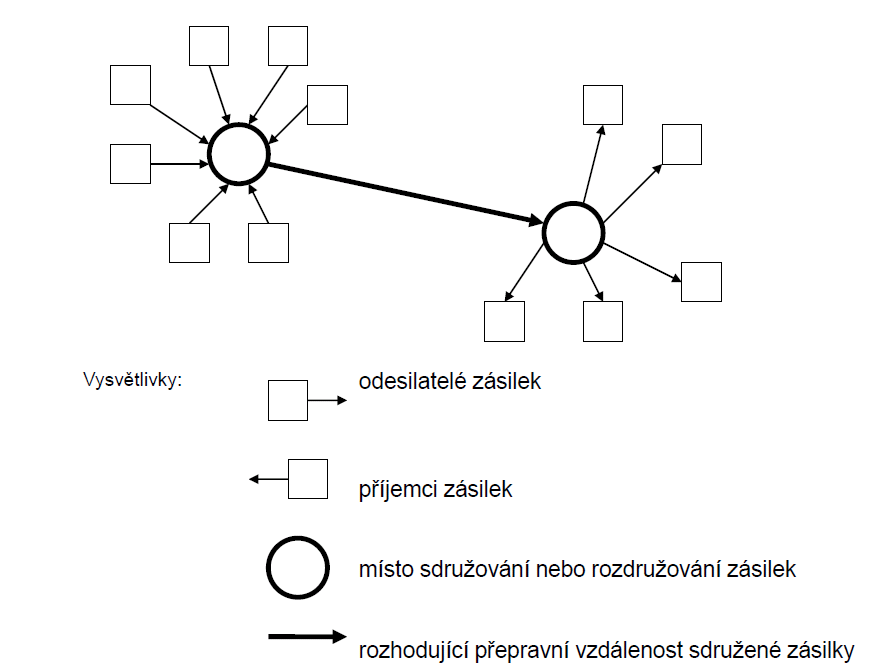 Vysvětlivky:
odesilatelé zásilek
příjemci zásilek
místo sdružování nebo rozdružování zásilek
rozhodující přepravní vzdálenost sdružené zásilky